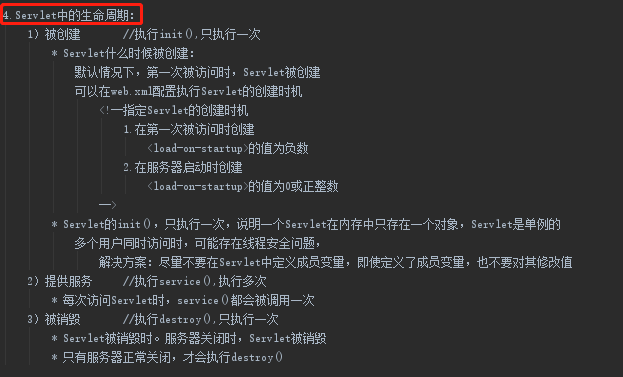 4.Servlet中的生命周期：
1）被创建 //执行init(),只执行一次
* Servlet什么时候被创建：
默认情况下，第一次被访问时，Servlet被创建
可以在web.xml配置执行Servlet的创建时机
<!--指定Servlet的创建时机
1.在第一次被访问时创建
<load-on-startup>的值为负数
2.在服务器启动时创建
<load-on-startup>的值为0或正整数
-->
* Servlet的init()，只执行一次，说明一个Servlet在内存中只存在一个对象，Servlet是单例的
多个用户同时访问时，可能存在线程安全问题，
解决方案：尽量不要在Servlet中定义成员变量，即使定义了成员变量，也不要对其修改值
2）提供服务 //执行service(),执行多次
* 每次访问Servlet时，service()都会被调用一次
3）被销毁 //执行destroy(),只执行一次
* Servlet被销毁时。服务器关闭时，Servlet被销毁
* 只有服务器正常关闭，才会执行destroy()